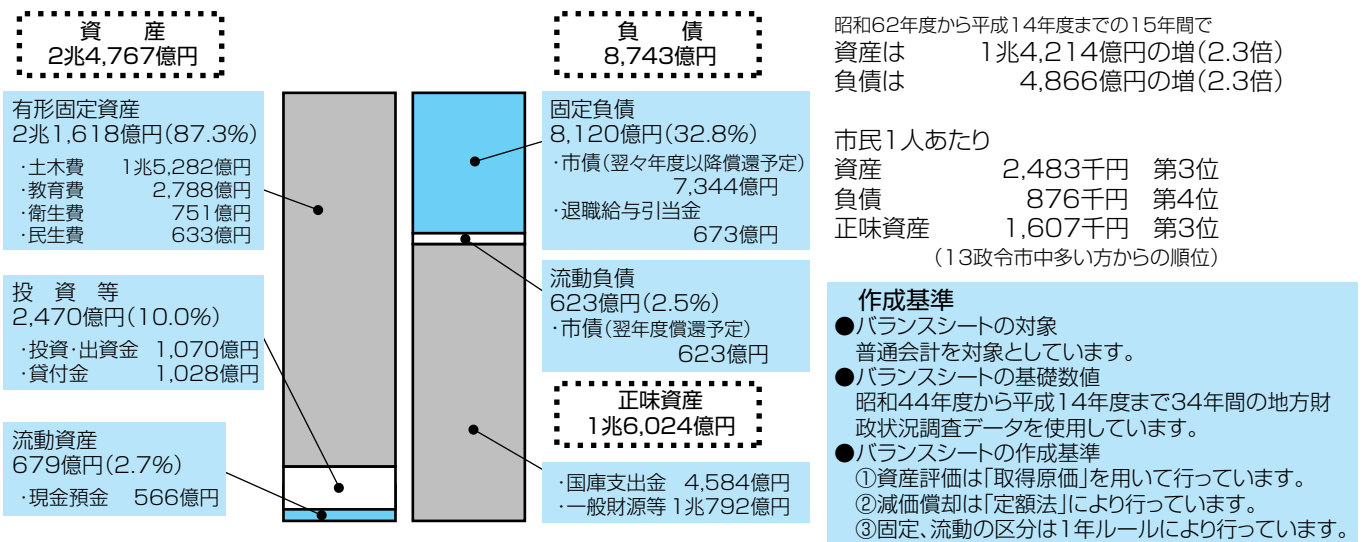 資 産
2兆4,767億円
有形固定資産
2兆1,618億円(87.3%)
・土木費 1兆5,282億円
・教育費 2,788億円
・衛生費 751億円
・民生費 633億円
投 資 等
2,470億円(10.0%)
・投資・出資金 1,070億円
・貸付金 1,028億円
流動資産
679億円(2.7%)
・現金預金 566億円
負 債
8,743億円
固定負債
8,120億円(32.8%)
・市債(翌々年度以降償還予定)
7,344億円
・退職給与引当金
673億円
流動負債
623億円(2.5%)
・市債(翌年度償還予定)
623億円
正味資産
1兆6,024億円
・国庫支出金 4,584億円
・一般財源等 1兆792億円
昭和62年度から平成14年度までの15年間で
資産は 1兆4,214億円の増(2.3倍)
負債は 4,866億円の増(2.3倍)
市民1人あたり
資産 2,483千円 第3位
負債 876千円 第4位
正味資産 1,607千円 第3位
(13政令市中多い方からの順位)
作成基準
●バランスシートの対象
普通会計を対象としています。
●バランスシートの基礎数値
昭和44年度から平成14年度まで34年間の地方財
政状況調査データを使用しています。
●バランスシートの作成基準
①資産評価は「取得原価」を用いて行っています。
②減価償却は「定額法」により行っています。
③固定、流動の区分は1年ルールにより行っています。